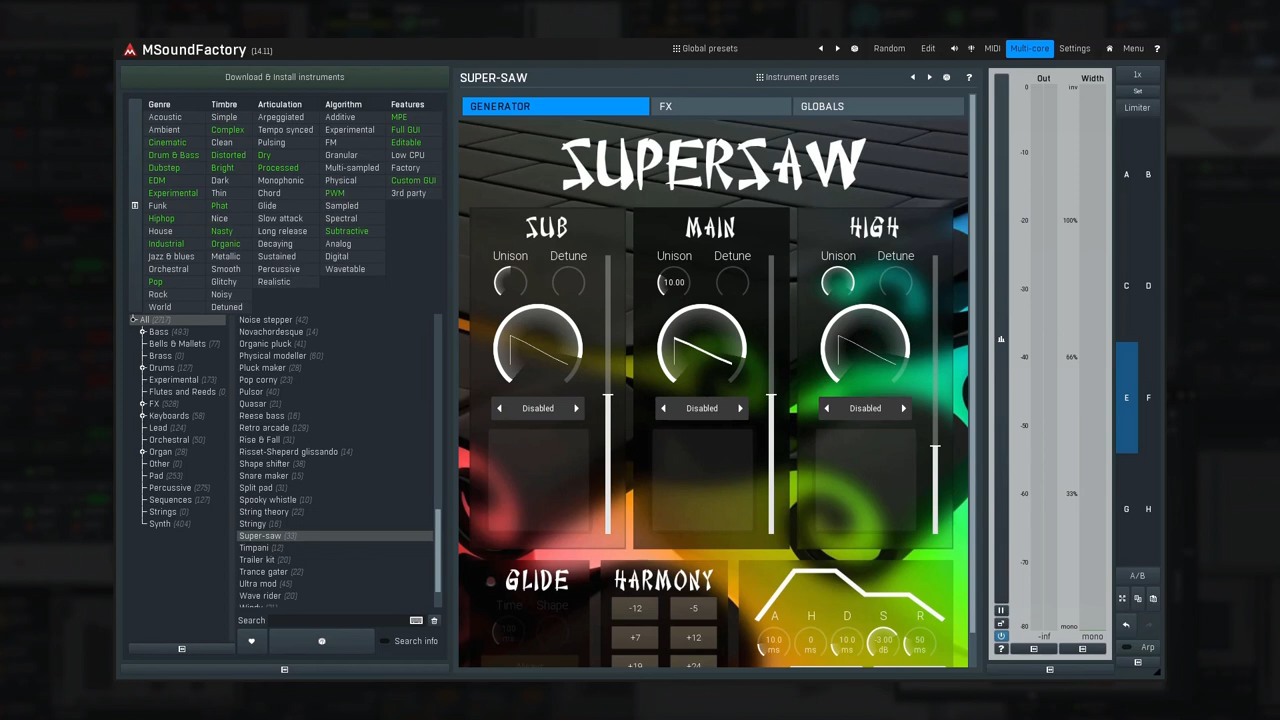 MSoundFactory (14.11)
Global presets
Random
Edit
MIDI
Multi-core
Settings
Menu
?
Download & Install instruments
Genre
Acoustic
Ambient
Cinematic
Drum & Bass
Dubstep
EDM
Experimental
Funk
Hiphop
House
Industrial
Jazz & blues
Orchestral
Pop
Rock
World
Timbre
Simple
Complex
Clean
Distorted
Bright
Dark
Thin
Phat
Nice
Nasty
Organic
Metallic
Smooth
Glitchy
Noisy
Detuned
Articulation
Arpeggiated
Tempo synced
Pulsing
Dry
Processed
Monophonic
Chord
Glide
Slow attack
Long release
Decaying
Sustained
Percussive
Realistic
Algorithm
Additive
Experimental
FM
Granular
Multi-sampled
Physical
PWM
Sampled
Spectral
Subtractive
Analog
Digital
Wavetable
Features
MPE
Full GUI
Editable
Low CPU
Factory
Custom GUI
3rd party
All (2717)
Bass (493)
Bells & Mallets (77)
Brass (0)
Drums (127)
Experimental (173)
Flutes and Reeds (0
FX (528)
Keyboards (58)
Lead (124)
Orchestral (50)
Organ (28)
Other (0)
Pad (253)
Percussive (275)
Sequences (127)
Strings (0)
Synth (404)
Noise stepper (42)
Novachordesque (14)
Organic pluck (41)
Physical modeller (60)
Pluck maker (28)
Pop corny (23)
Pulsor (40)
Quasar (21)
Reese bass (16)
Retro arcade (129)
Rise & Fall (31)
Risset-Sheperd glissando (14)
Shape shifter (38)
Snare maker (15)
Split pad (31)
Spooky whistle (10)
String theory (22)
Stringy (16)
Super-saw (33)
Timpani (12)
Trailer kit (20)
Trance gater (22)
Ultra mod (45)
Wave rider (20)
Search
Search info
SUPER-SAW
Instrument presets
?
GENERATOR
FX
GLOBALS
SUPERSAW
SUB
MAIN
HIGH
Unison
Detune
Unison
Detune
Unison
Detune
10.00
Disabled
Disabled
Disabled
GLIDE
HARMONY
Time
Shape
-12
-5
+7
+12
+19
+24
A
H
D
S
R
10.0 ms
0 ms
10.0 ms
-3.00 dB
50 ms
Out
Width
0
-10
-20
-30
-40
-50
-60
-70
-80
inv
100%
66%
33%
mono
-inf
mono
?
1x
Set
Limiter
A
B
C
D
E
F
G
H
A/B
Arp